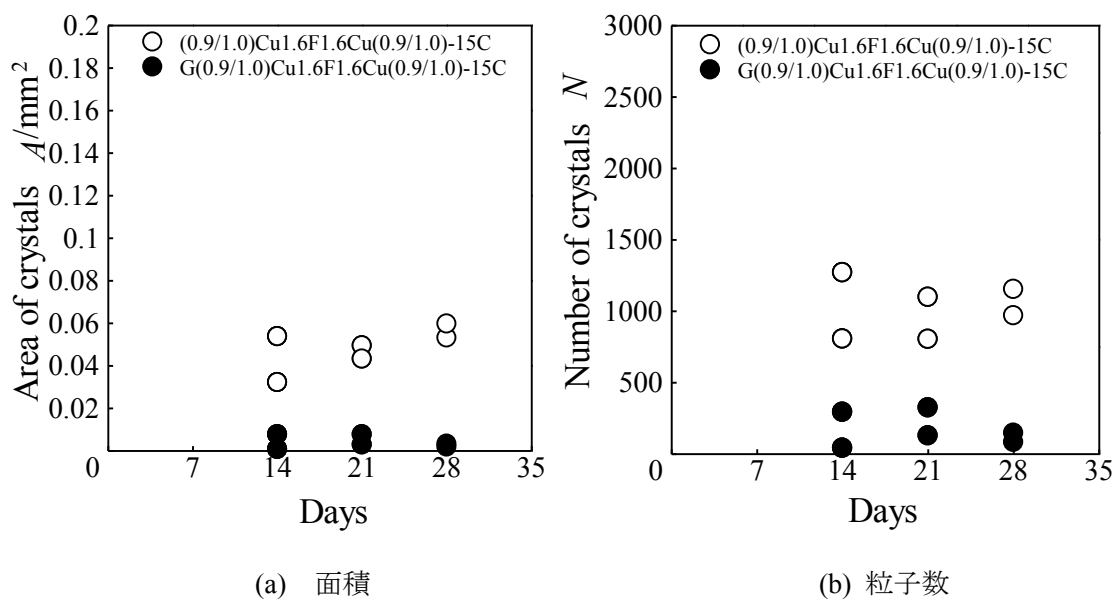 0.2
0.18
0.16
0.14
0.12
0.1
0.08
0.06
0.04
0.02
0
Area of crystals A/mm2
(0.9/1.0)Cu1.6F1.6Cu(0.9/1.0)-15C
G(0.9/1.0)Cu1.6F1.6Cu(0.9/1.0)-15C
7 14 21 28 35
Days
(a) 面積
3000
2500
2000
1500
1000
500
0
Number of crystals N
(0.9/1.0)Cu1.6F1.6Cu(0.9/1.0)-15C
G(0.9/1.0)Cu1.6F1.6Cu(0.9/1.0)-15C
7 14 21 28 35
Days
(b) 粒子数